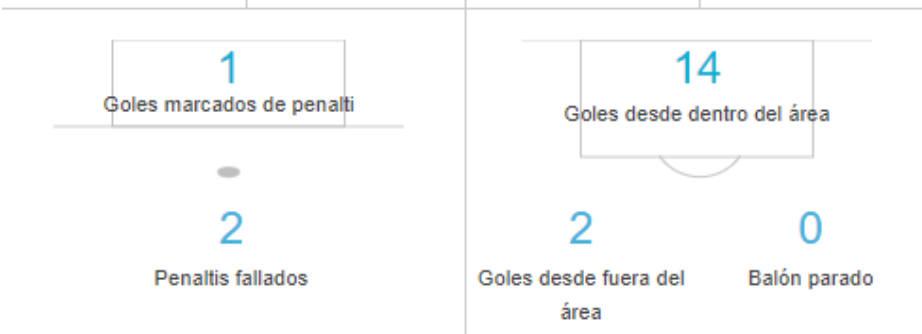 1
Goles marcados de penalti
2
Penaltis fallados
14
Goles desde dentro del área
2
Goles desde fuera del
área
0
Balón parado